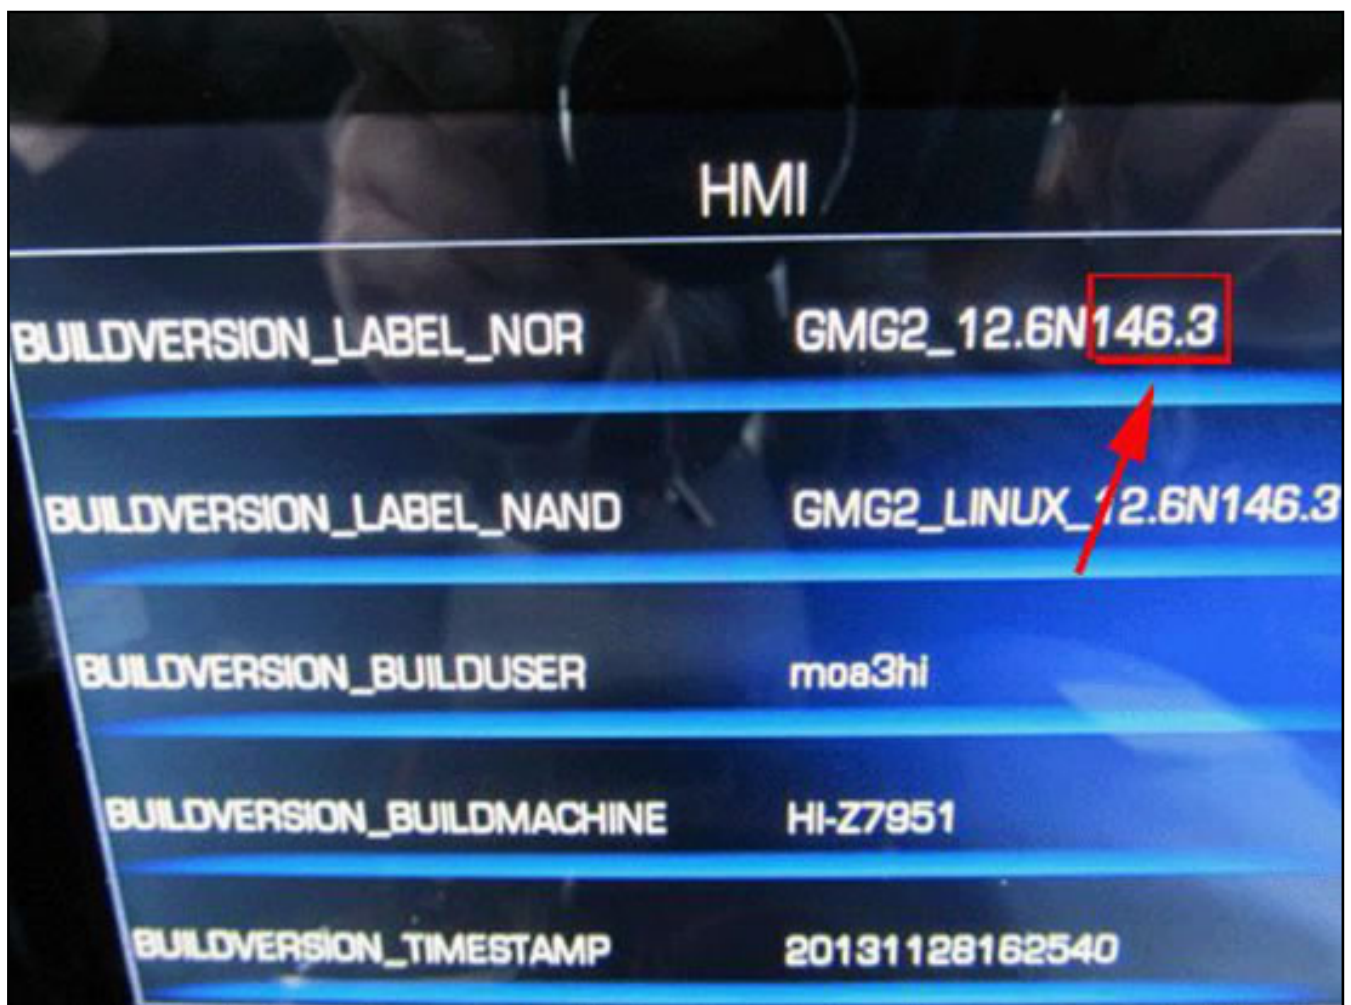 HMI
BUILDVERSION_LABEL_NOR GMG2_12.6N146.3
BUILDVERSION_LABEL_NAND GMG2_LINUX_12.6N146.3
BUILDVERSION_BUILDUSER moa3hi
BUILDVERSION_BUILDMACHINE HI-Z7951
BUILDVERSION_TIMESTAMP 20131128162540